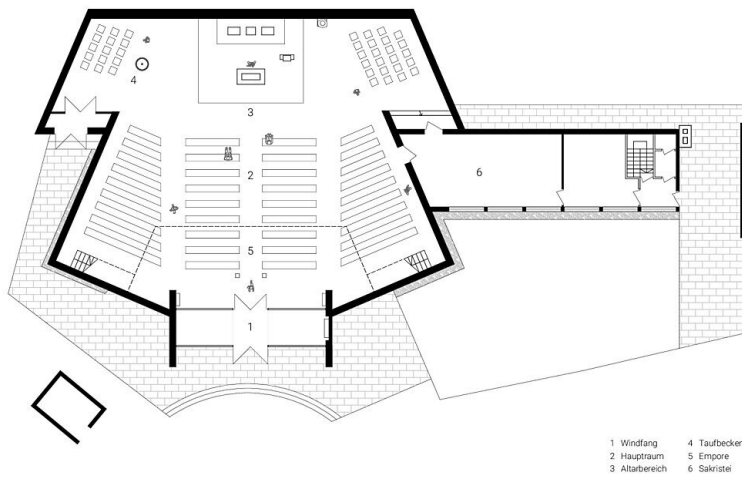 4
3
2
6
5
1
1 Windfang 4 Taufbecken
2 Hauptraum 5 Empore
3 Altarbereich 6 Sakristei